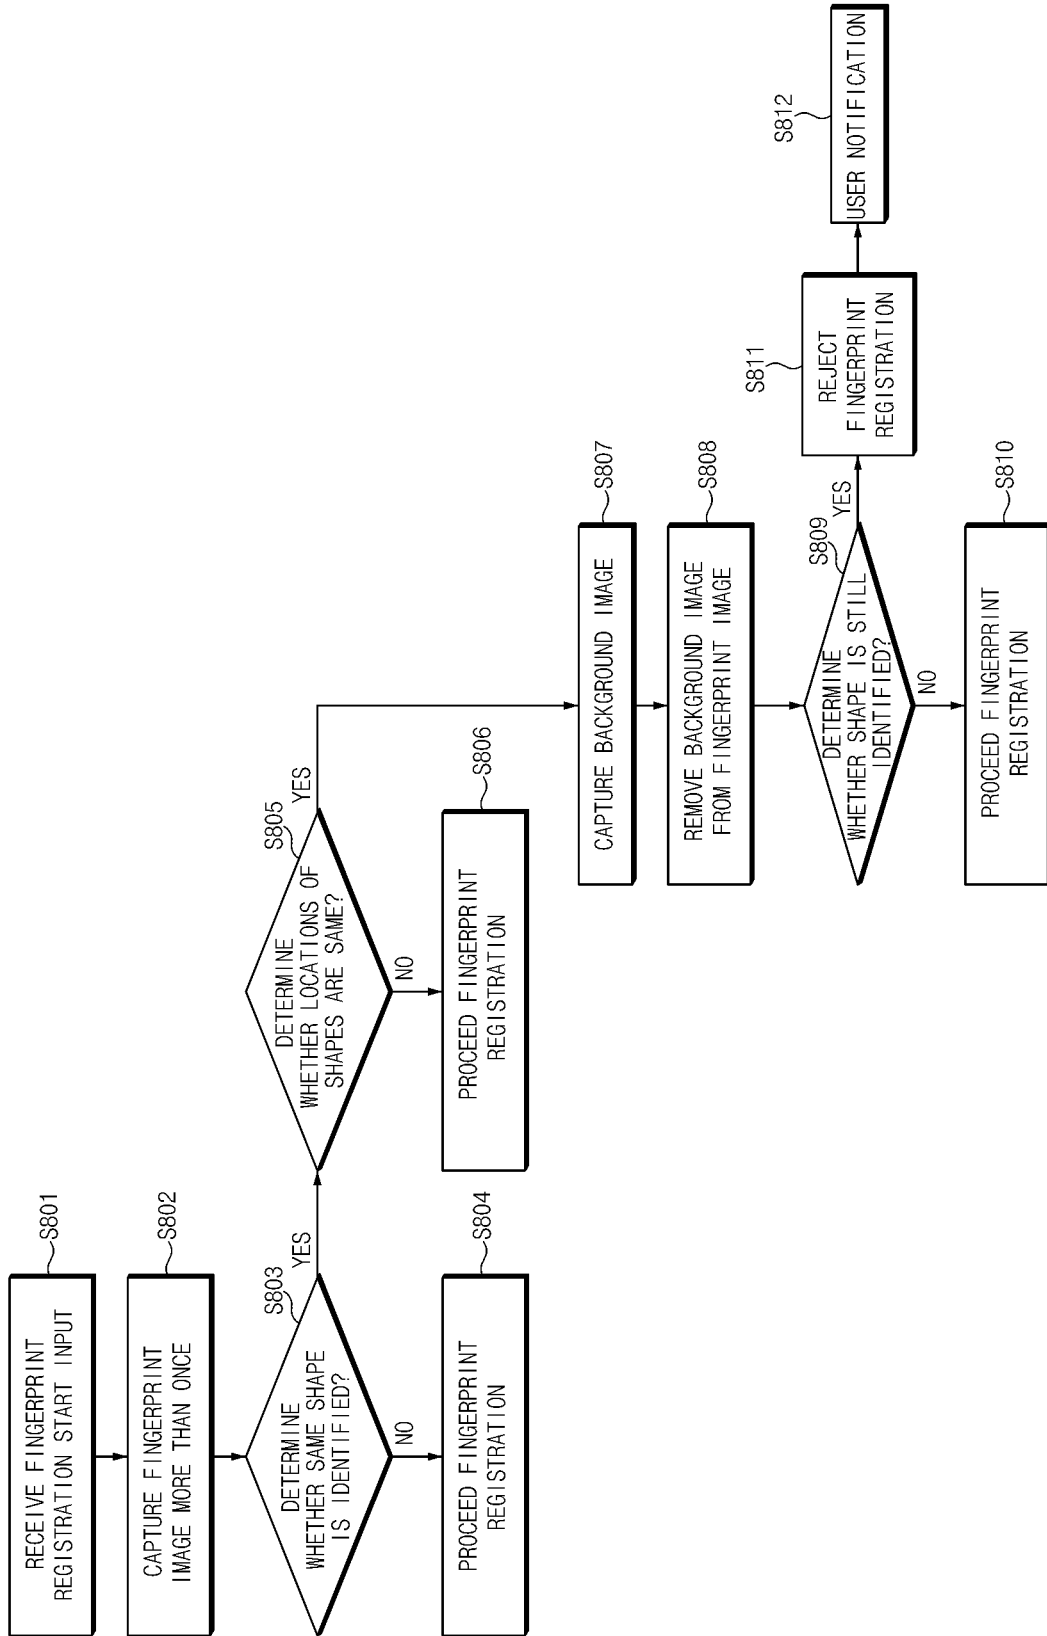 RECEIVE FINGERPRINT
REGISTRATION START INPUT
S801
CAPTURE FINGERPRINT
IMAGE MORE THAN ONCE
S802
DETERMINE
WHETHER SAME SHAPE
IS IDENTIFIED?
S803
YES
NO
PROCEED FINGERPRINT
REGISTRATION
S804
DETERMINE
WHETHER LOCATIONS OF
SHAPES ARE SAME?
S805
YES
NO
PROCEED FINGERPRINT
REGISTRATION
S806
CAPTURE BACKGROUND IMAGE
S807
REMOVE BACKGROUND IMAGE
FROM FINGERPRINT IMAGE
S808
DETERMINE
WHETHER SHAPE IS STILL
IDENTIFIED?
S809
YES
NO
PROCEED FINGERPRINT
REGISTRATION
S810
REJECT
FINGERPRINT
REGISTRATION
S811
USER NOTIFICATION
S812